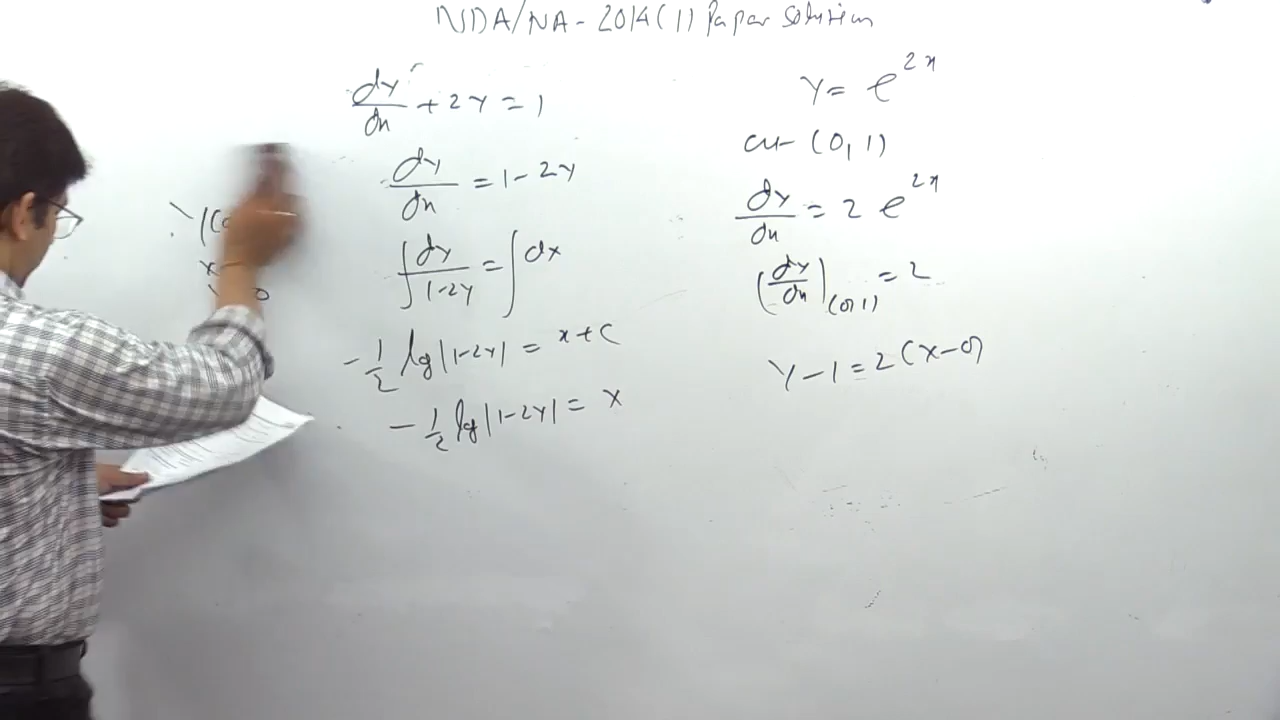 NDA/NA - 2014 (1) Paper Solution
dy/dx + 2y = 1
dy/dx = 1 - 2y
∫ dy/1-2y = ∫ dx
-1/2 log|1-2y| = x + C
-1/2 log|1-2y| = x
y = e^2x
at (0, 1)
dy/dx = 2 e^2x
(dy/dx)(0,1) = 2
y - 1 = 2 (x - 0)